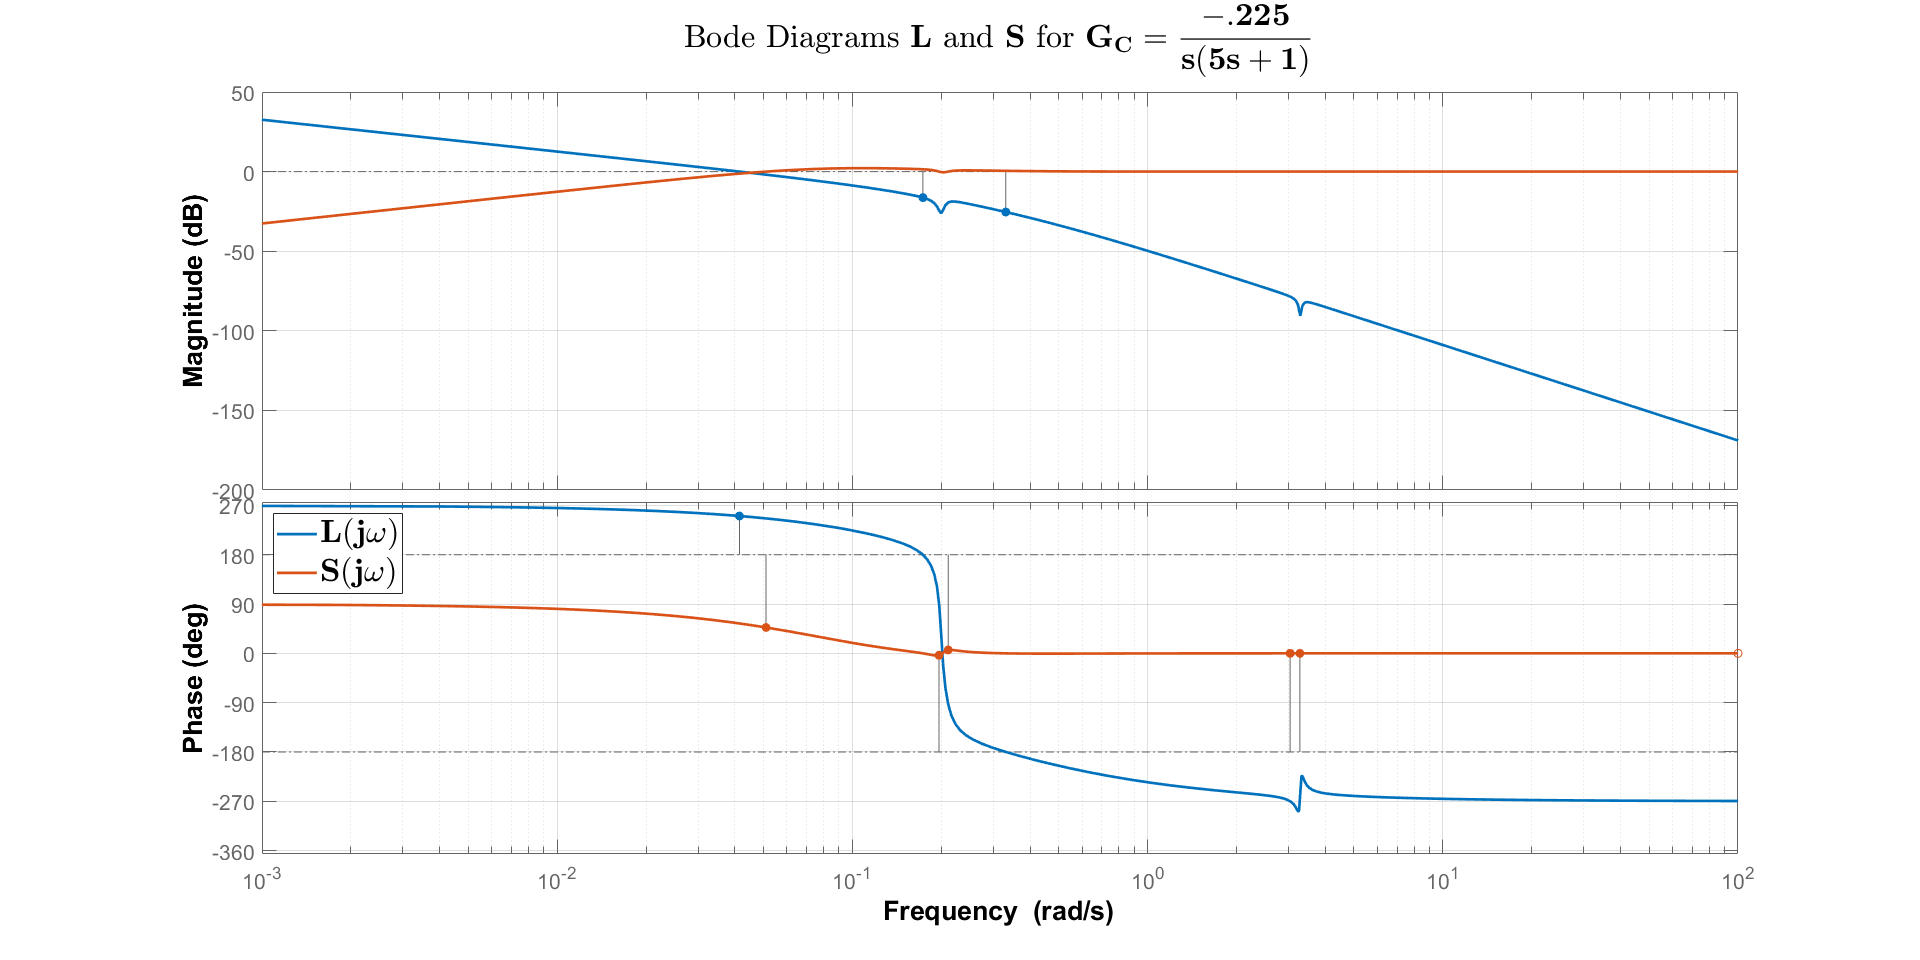 Bode Diagrams L and S for G_C = -.225 / s(5s + 1)
50
0
-50
-100
-150
-200
Magnitude (dB)
270
180
90
0
-90
-180
-270
-360
Phase (deg)
L(jω)
S(jω)
10^-3 10^-2 10^-1 10^0 10^1 10^2
Frequency (rad/s)